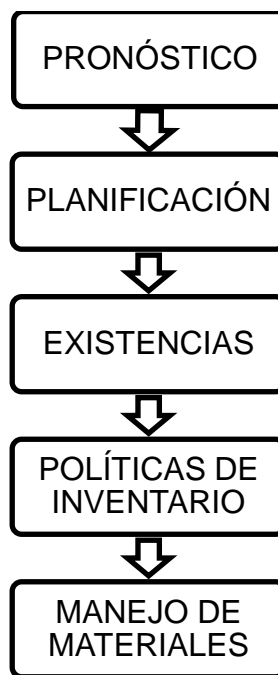 PRONÓSTICO
PLANIFICACIÓN
EXISTENCIAS
POLÍTICAS DE
INVENTARIO
MANEJO DE
MATERIALES